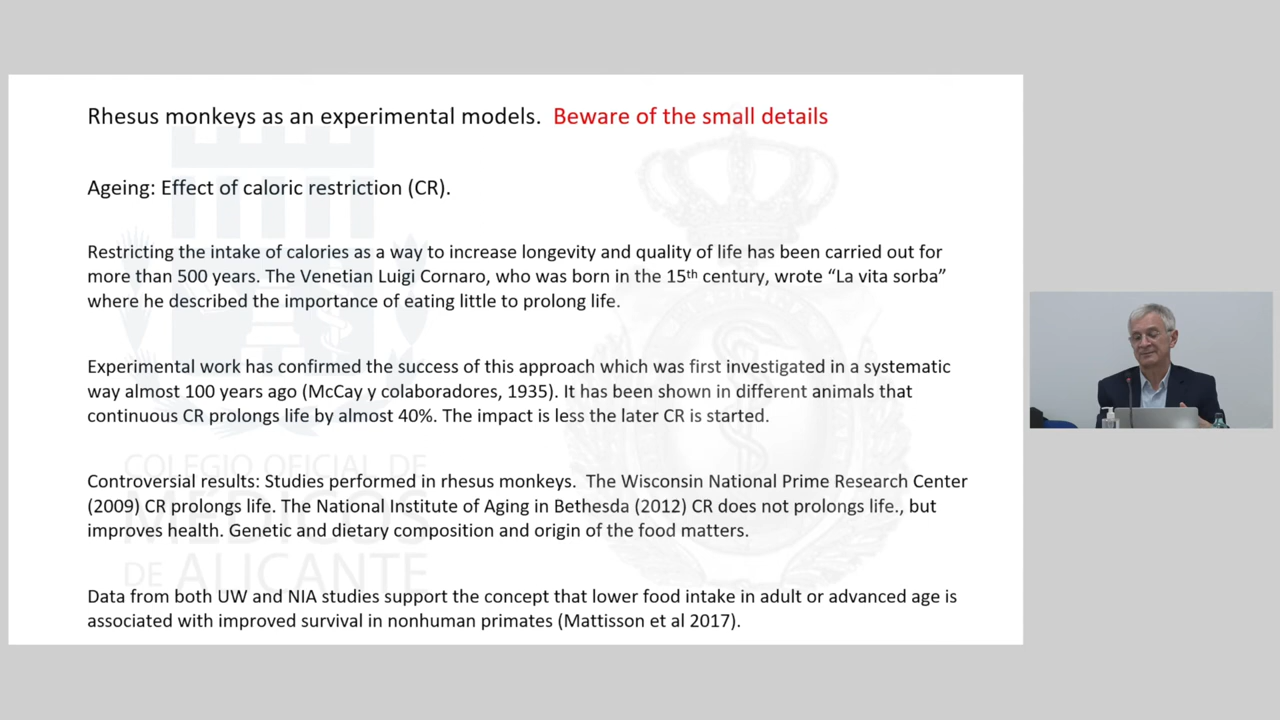 Rhesus monkeys as an experimental models. Beware of the small details
Ageing: Effect of caloric restriction (CR).
Restricting the intake of calories as a way to increase longevity and quality of life has been carried out for
more than 500 years. The Venetian Luigi Cornaro, who was born in the 15th century, wrote “La vita sorba”
where he described the importance of eating little to prolong life.
Experimental work has confirmed the success of this approach which was first investigated in a systematic
way almost 100 years ago (McCay y colaboradores, 1935). It has been shown in different animals that
continuous CR prolongs life by almost 40%. The impact is less the later CR is started.
Controversial results: Studies performed in rhesus monkeys. The Wisconsin National Prime Research Center
(2009) CR prolongs life. The National Institute of Aging in Bethesda (2012) CR does not prolongs life., but
improves health. Genetic and dietary composition and origin of the food matters.
Data from both UW and NIA studies support the concept that lower food intake in adult or advanced age is
associated with improved survival in nonhuman primates (Mattisson et al 2017).
COLEGIO OFICIAL DE
MÉDICOS
DE ALICANTE